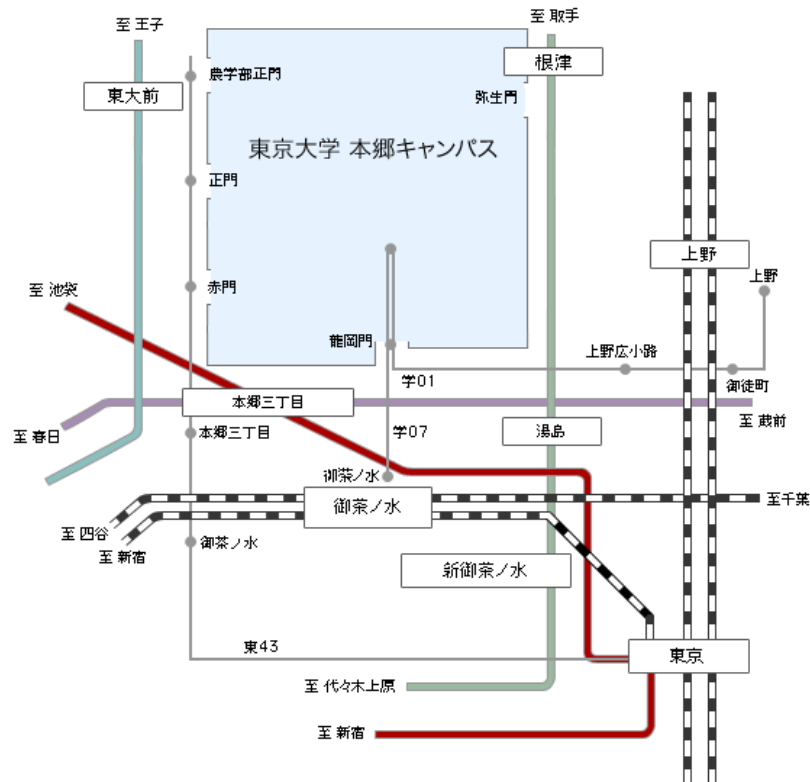 至 王子
至 取手
根津
農学部正門
東大前
弥生門
東京大学 本郷キャンパス
正門
上野
上野
至 池袋
赤門
龍岡門
上野広小路
学01
御徒町
本郷三丁目
至 蔵前
至 春日
本郷三丁目
学07
湯島
御茶ノ水
御茶ノ水
至千葉
至 四谷
至 新宿
御茶ノ水
新御茶ノ水
東43
東京
至 代々木上原
至 新宿